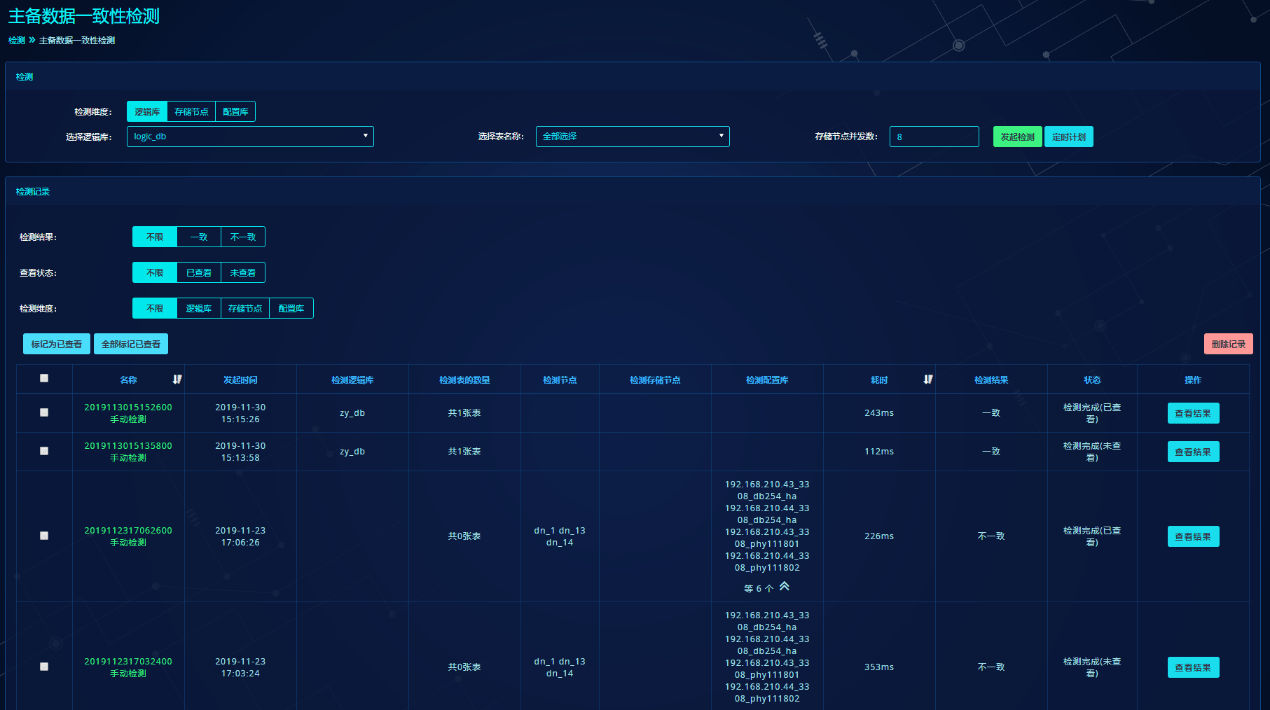 主备数据一致性检测
检测 » 主备数据一致性检测
检测
检测维度: 逻辑库 存储节点 配置库
选择逻辑库: logic_db 选择表名称: 全部选择 存储节点并发数: 8 发起检测 定时计划
检测记录
检测结果: 不限 一致 不一致
查看状态: 不限 已查看 未查看
检测维度: 不限 逻辑库 存储节点 配置库
标记为已查看 全部标记已查看 删除记录
名称 发起时间 检测逻辑库 检测表的数量 检测节点 检测存储节点 检测配置库 耗时 检测结果 状态 操作
2019113015152600
手动检测
2019-11-30
15:15:26
zy_db
共1张表
243ms
一致
检测完成(已查
看)
查看结果
2019113015135800
手动检测
2019-11-30
15:13:58
zy_db
共1张表
112ms
一致
检测完成(未查
看)
查看结果
2019112317062600
手动检测
2019-11-23
17:06:26
共0张表
dn_1 dn_13
dn_14
192.168.210.43_33
08_db254_ha
192.168.210.44_33
08_db254_ha
192.168.210.43_33
08_phy111801
192.168.210.44_33
08_phy111802
等 6 个
226ms
不一致
检测完成(已查
看)
查看结果
2019112317032400
手动检测
2019-11-23
17:03:24
共0张表
dn_1 dn_13
dn_14
192.168.210.43_33
08_db254_ha
192.168.210.44_33
08_db254_ha
192.168.210.43_33
08_phy111801
192.168.210.44_33
08_phy111802
353ms
不一致
检测完成(未查
看)
查看结果